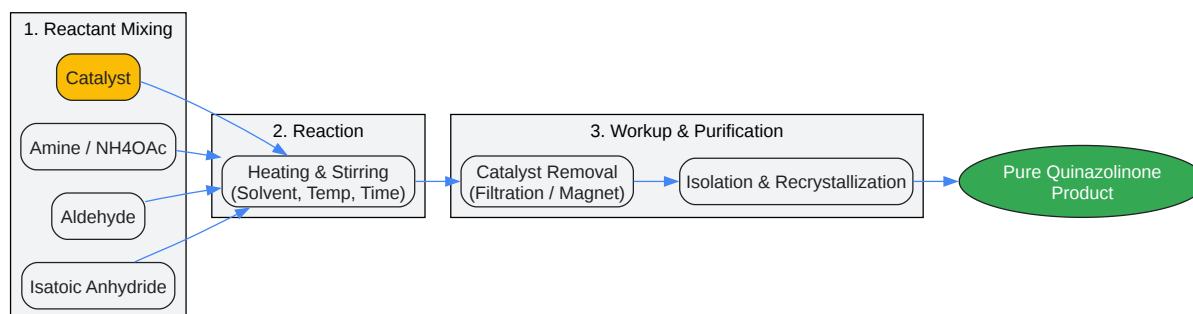 1. Reactant Mixing
Catalyst
Amine / NH4OAc
Aldehyde
Isatoic Anhydride
2. Reaction
Heating & Stirring
(Solvent, Temp, Time)
3. Workup & Purification
Catalyst Removal
(Filtration / Magnet)
Isolation & Recrystallization
Pure Quinazolinone
Product